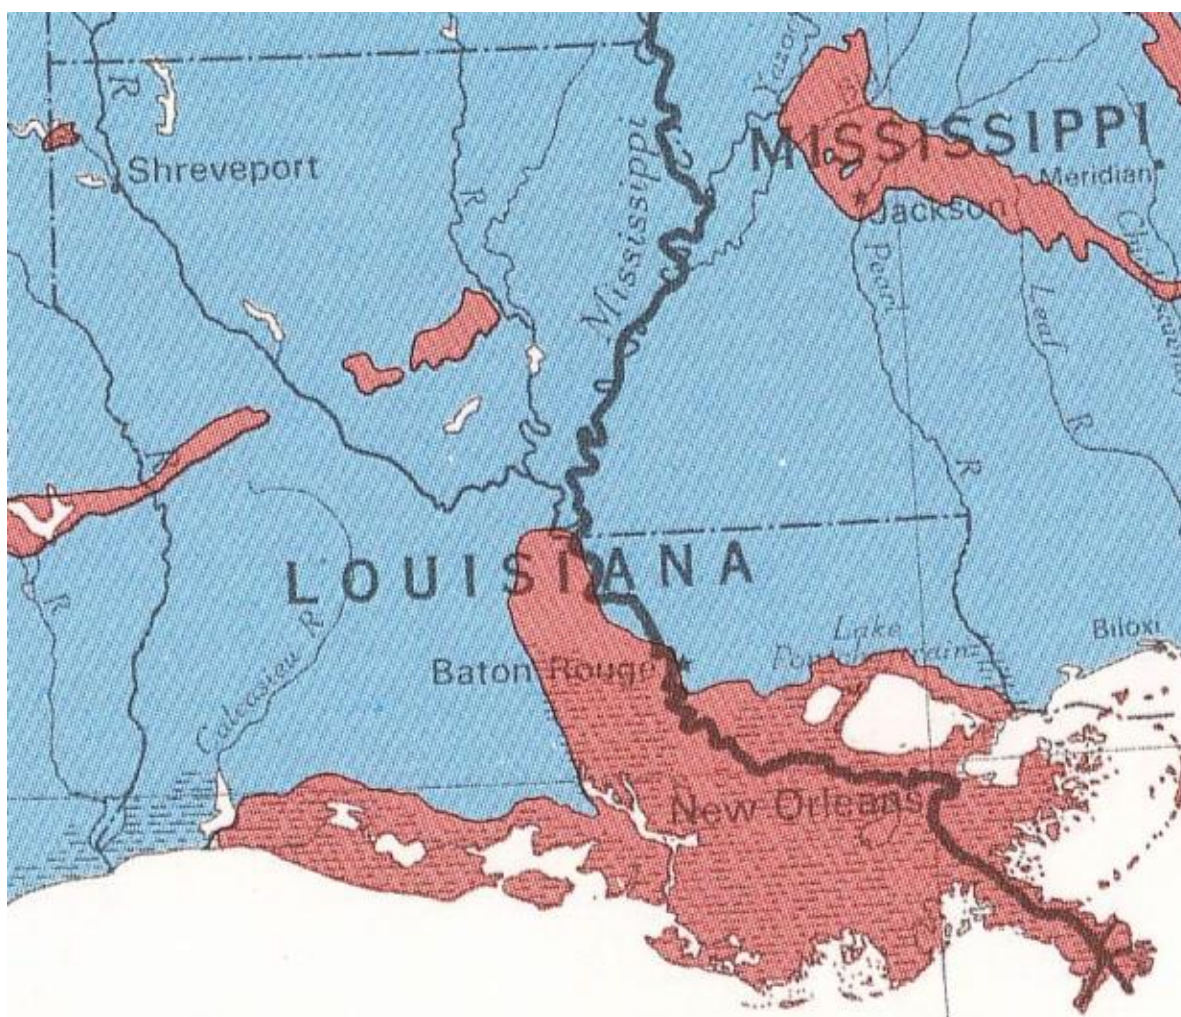 R
Yazoo
MISSISSIPPI
Shreveport
Mississippi
Meridian
R
Jackson
Pearl
Leaf
R
R
R
LOUISIANA
R
Calcasieu R
Lake
Pontchartrain
Biloxi
Baton Rouge
New Orleans